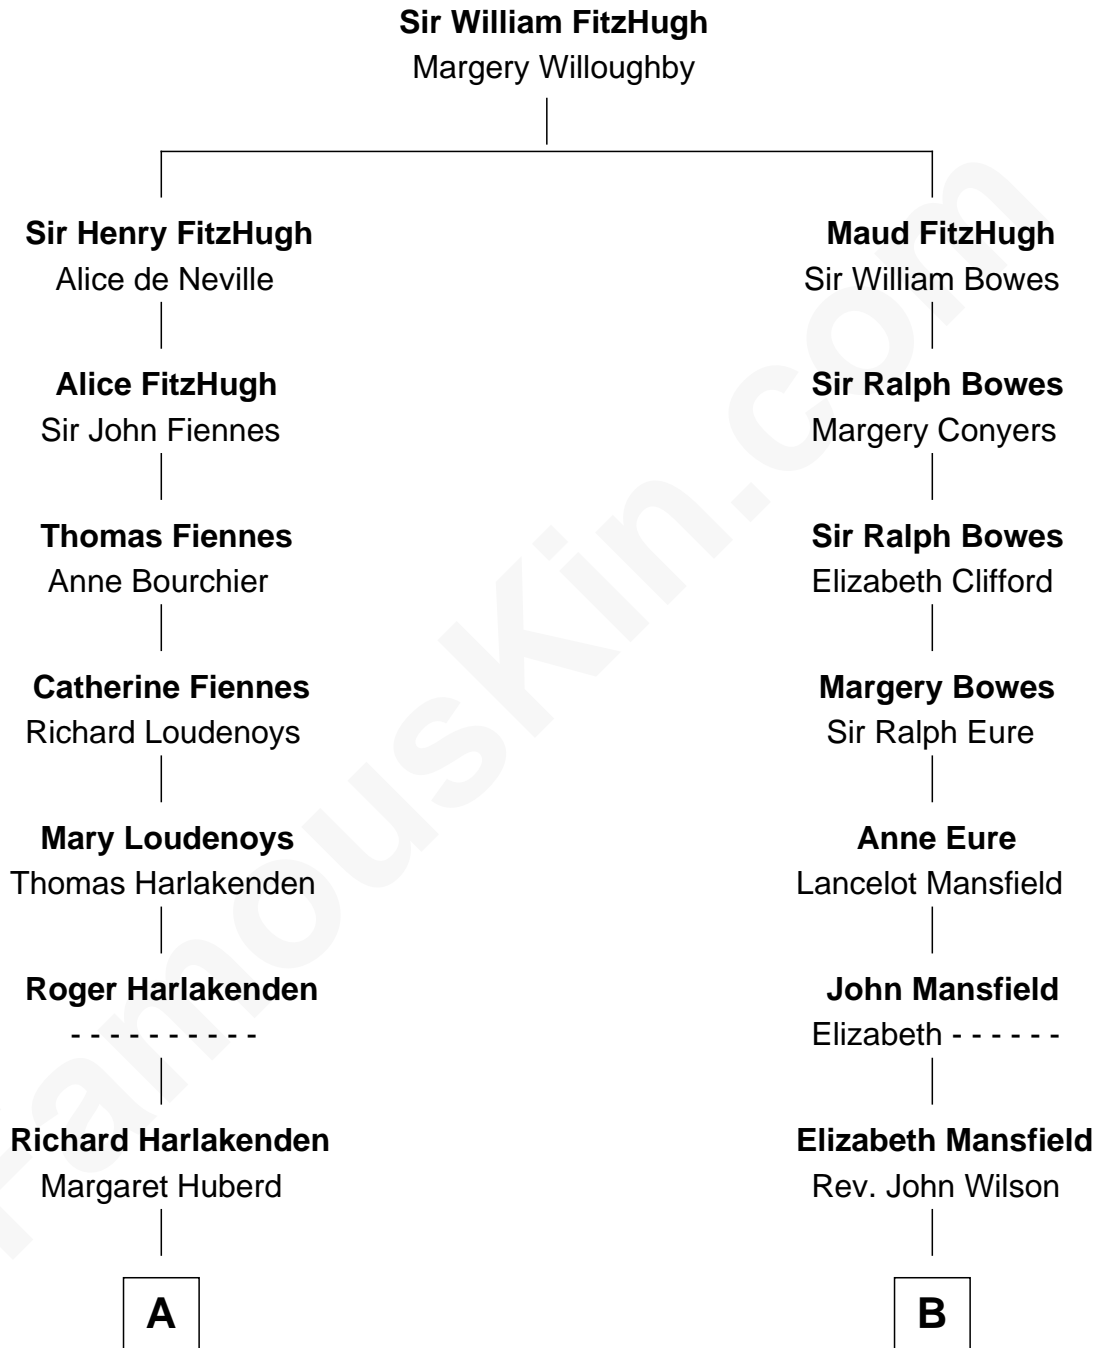 Sir William FitzHugh
Margery Willoughby
Sir Henry FitzHugh
Alice de Neville
Maud FitzHugh
Sir William Bowes
Alice FitzHugh
Sir John Fiennes
Sir Ralph Bowes
Margery Conyers
Thomas Fiennes
Anne Bourchier
Sir Ralph Bowes
Elizabeth Clifford
Catherine Fiennes
Richard Loudenoys
Margery Bowes
Sir Ralph Eure
Mary Loudenoys
Thomas Harlakenden
Anne Eure
Lancelot Mansfield
Roger Harlakenden
- - - - - - - - - -
John Mansfield
Elizabeth - - - - - -
Richard Harlakenden
Margaret Huberd
Elizabeth Mansfield
Rev. John Wilson
A
B
FamousKin.com